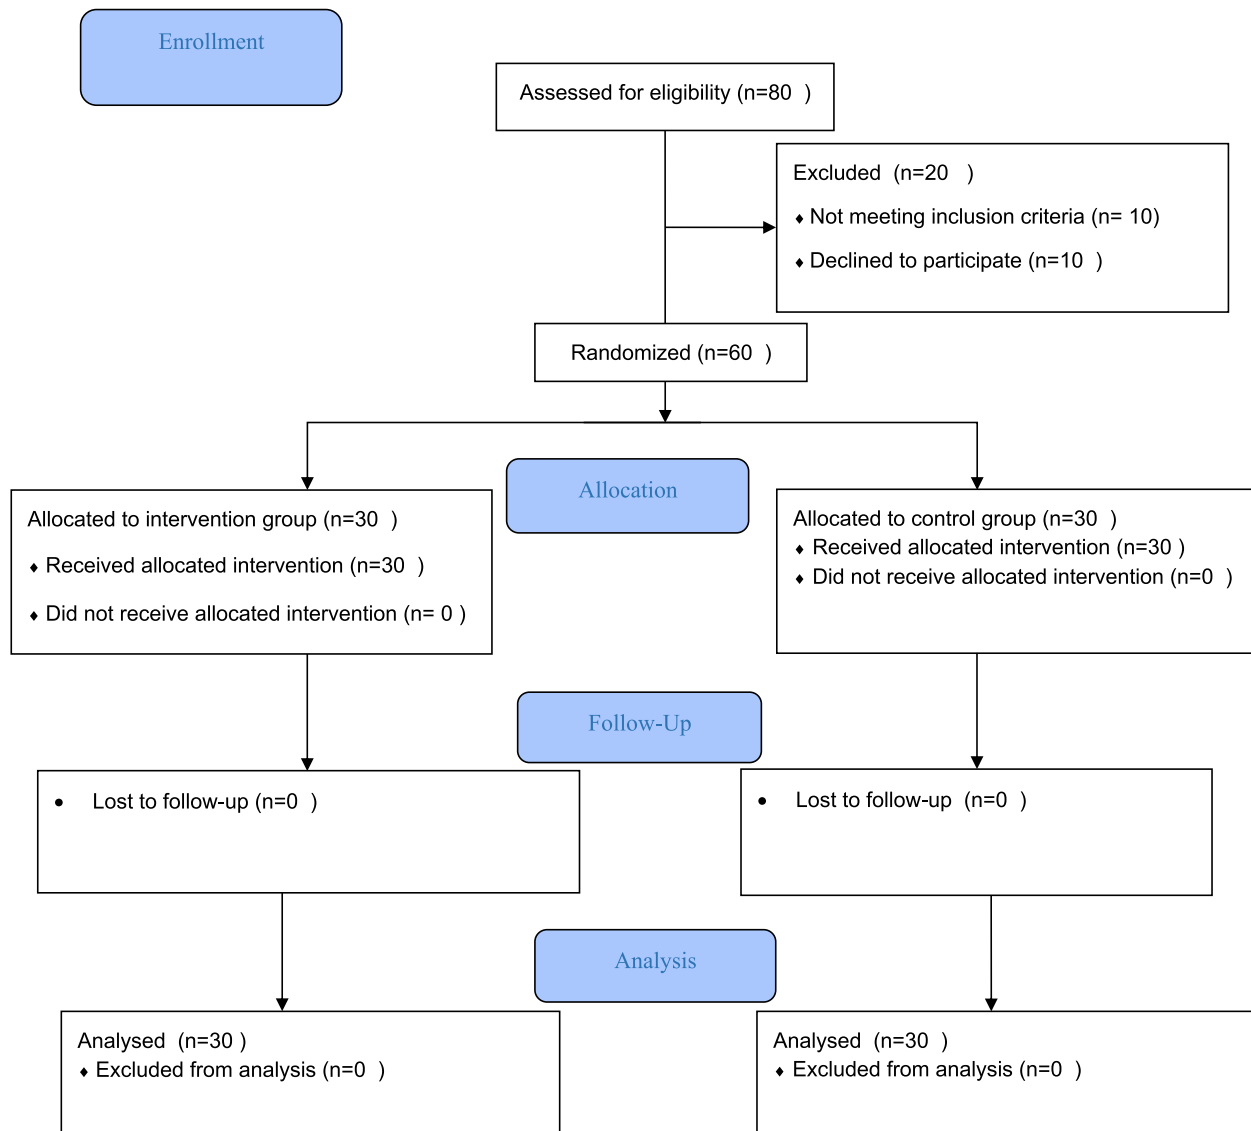 Enrollment
Assessed for eligibility (n=80  )
Excluded  (n=20   )
♦ Not meeting inclusion criteria (n= 10)
♦ Declined to participate (n=10   )
Randomized (n=60  )
Allocation
Allocated to intervention group (n=30  )
♦ Received allocated intervention (n=30  )
♦ Did not receive allocated intervention (n= 0 )
Allocated to control group (n=30  )
♦ Received allocated intervention (n=30  )
♦ Did not receive allocated intervention (n=0  )
Follow-Up
• Lost to follow-up (n=0  )
• Lost to follow-up  (n=0  )
Analysis
Analysed  (n=30 )
♦ Excluded from analysis (n=0  )
Analysed  (n=30  )
♦ Excluded from analysis (n=0  )